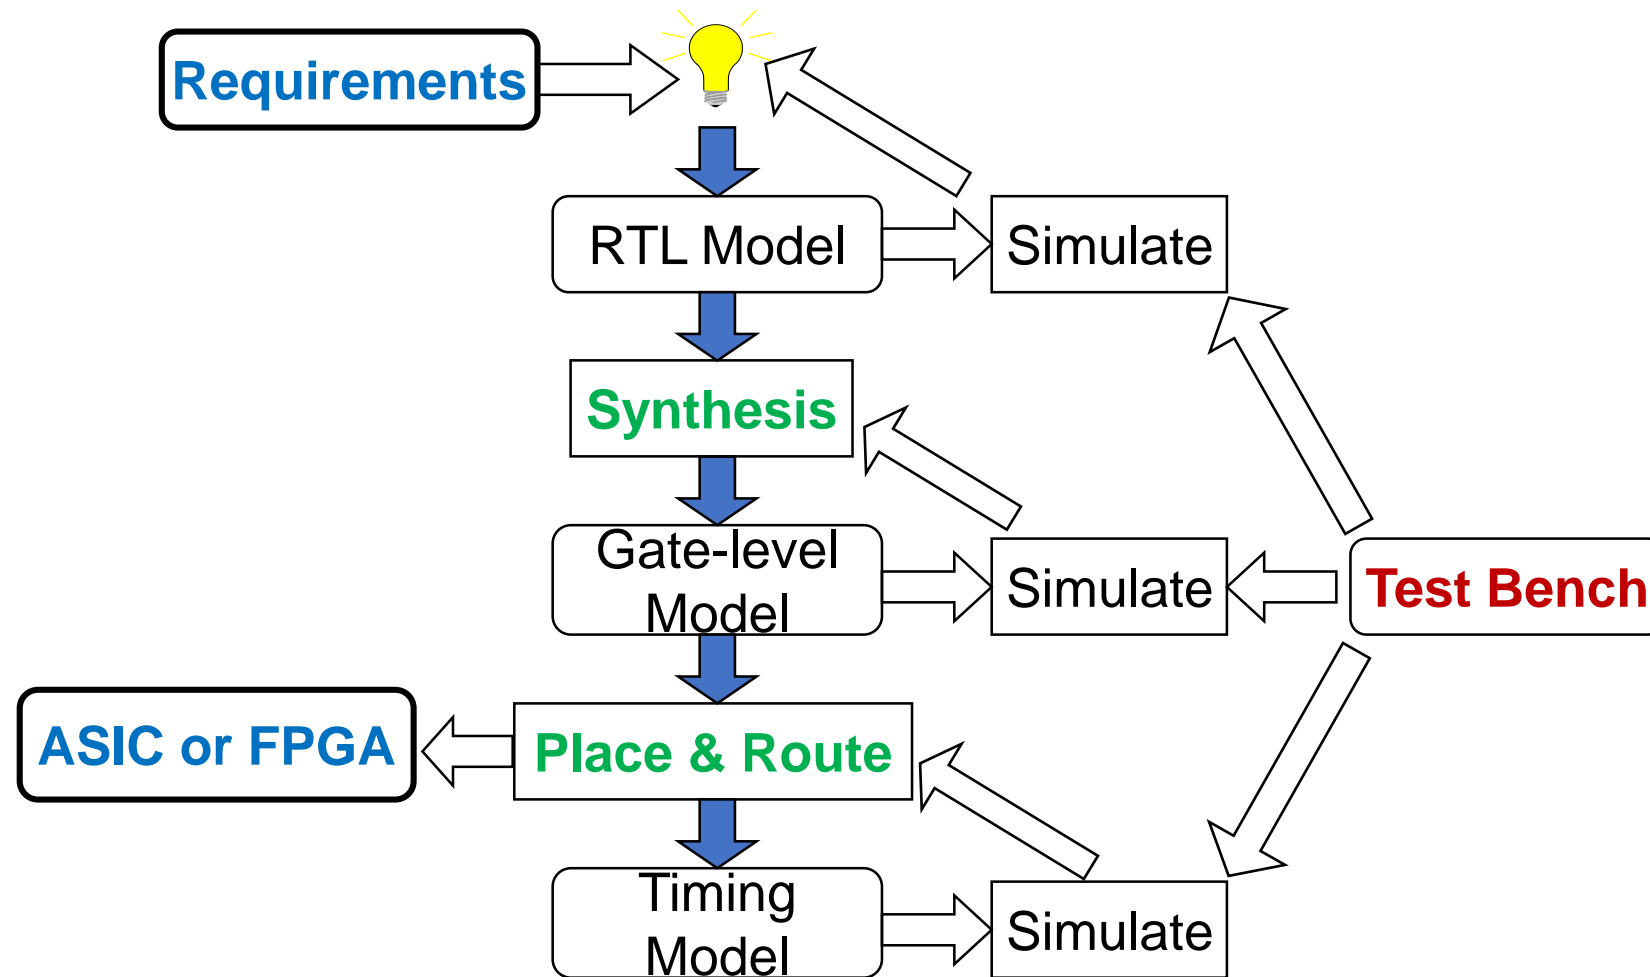 Requirements
RTL Model
Simulate
Synthesis
Gate-level
Model
Simulate
Test Bench
ASIC or FPGA
Place & Route
Timing
Model
Simulate